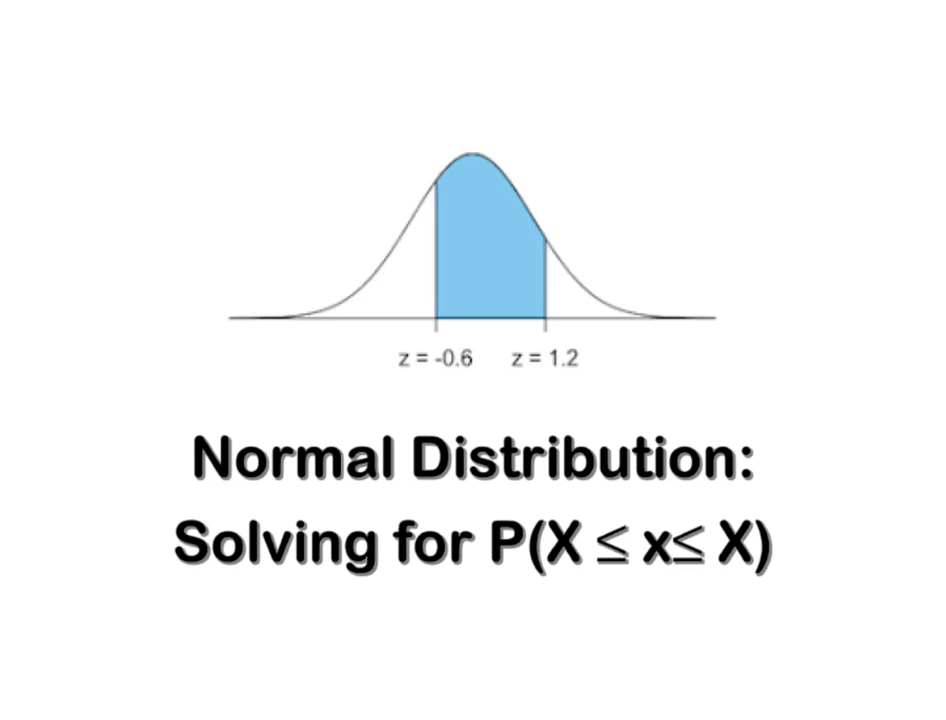 z = -0.6 z = 1.2
Normal Distribution:
Solving for P(X ≤ x≤ X)